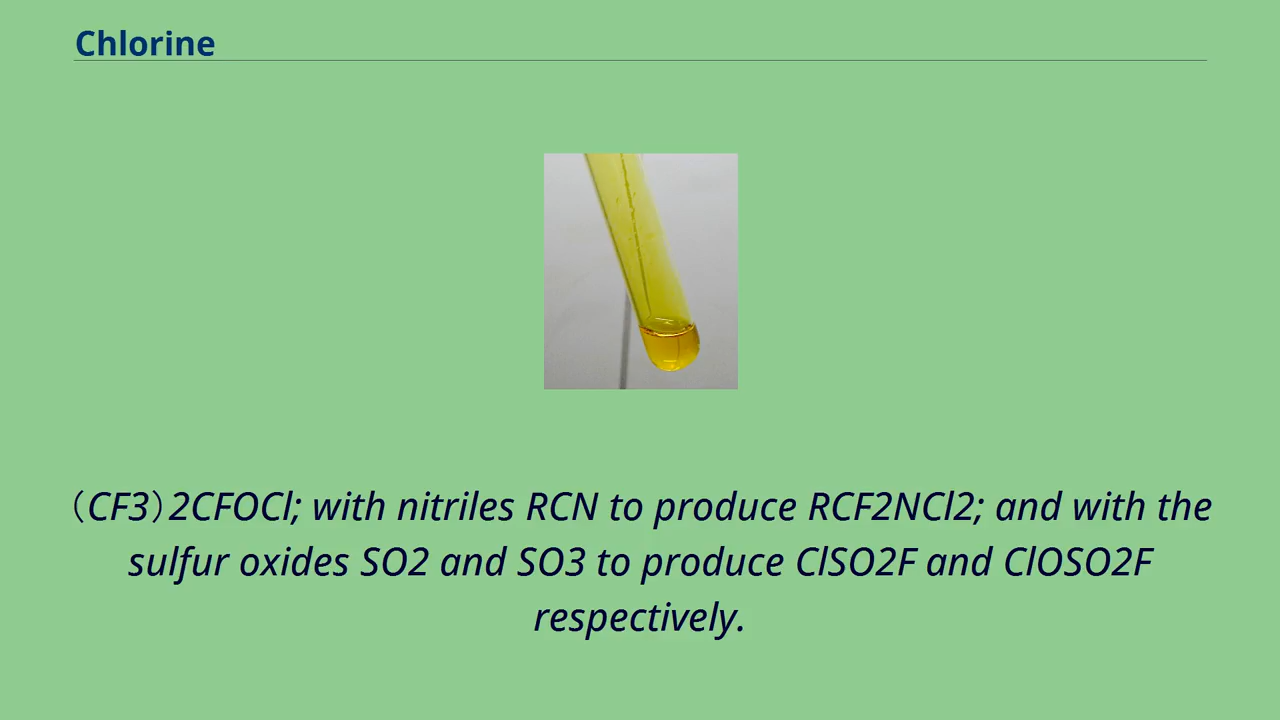 Chlorine
（CF3）2CFOCl; with nitriles RCN to produce RCF2NCl2; and with the
sulfur oxides SO2 and SO3 to produce ClSO2F and ClOSO2F
respectively.